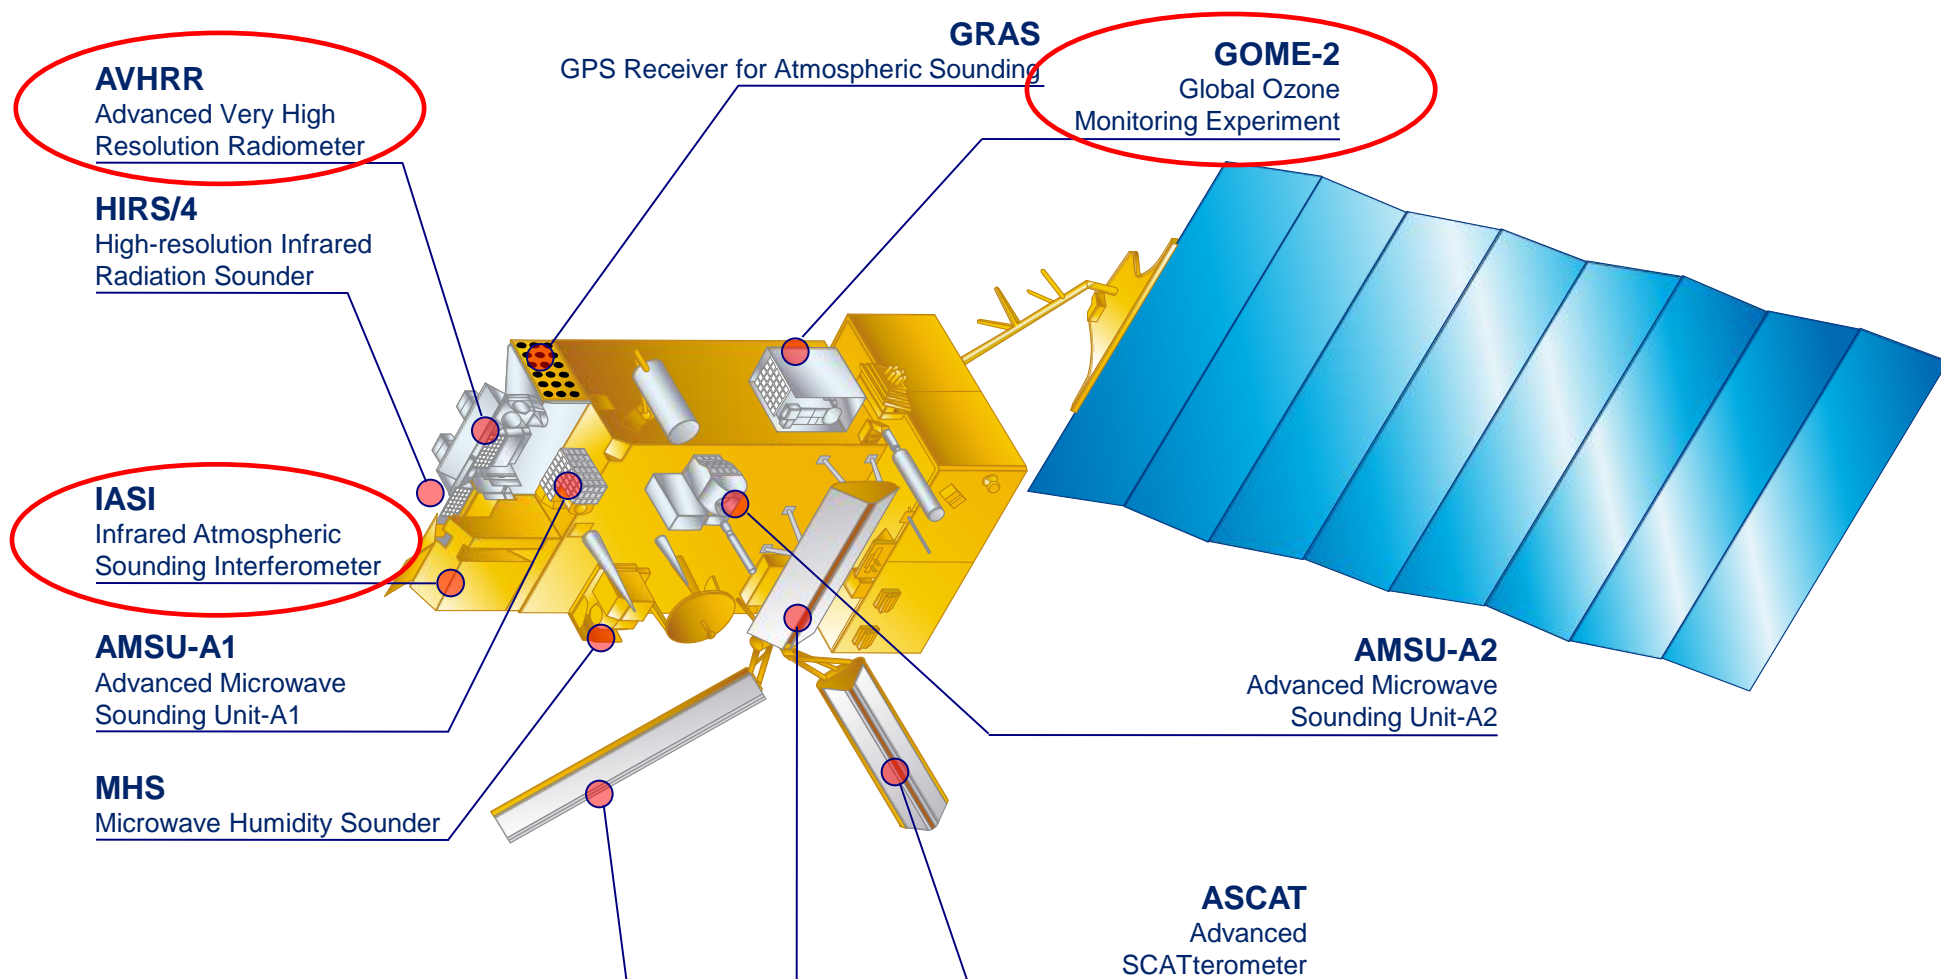 GRAS
GPS Receiver for Atmospheric Sounding
GOME-2
Global Ozone
Monitoring Experiment
AVHRR
Advanced Very High
Resolution Radiometer
HIRS/4
High-resolution Infrared
Radiation Sounder
IASI
Infrared Atmospheric
Sounding Interferometer
AMSU-A1
Advanced Microwave
Sounding Unit-A1
AMSU-A2
Advanced Microwave
Sounding Unit-A2
MHS
Microwave Humidity Sounder
ASCAT
Advanced
SCATterometer